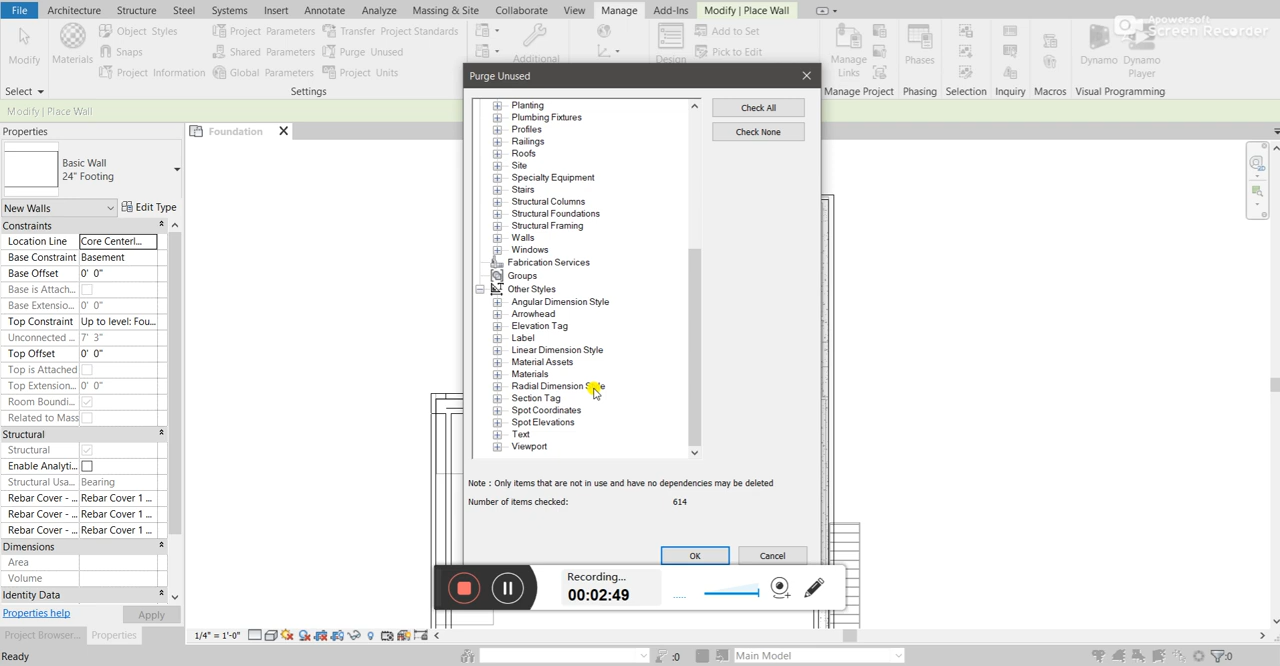 File Architecture Structure Steel Systems Insert Annotate Analyze Massing & Site Collaborate View Manage Add-Ins Modify | Place Wall
Modify
Materials
Object Styles
Snaps
Project Information
Project Parameters
Shared Parameters
Global Parameters
Transfer Project Standards
Purge Unused
Project Units
Additional
Design
Add to Set
Pick to Edit
Manage
Links
Phases
Dynamo
Dynamo
Player
Apowersoft
Screen Recorder
Select
Settings
Manage Project
Phasing
Selection
Inquiry
Macros
Visual Programming
Modify | Place Wall
Properties
Basic Wall
24" Footing
New Walls
Edit Type
Constraints
Location Line Core Centerl...
Base Constraint Basement
Base Offset 0' 0"
Base is Attach...
Base Extensio... 0' 0"
Top Constraint Up to level: Fou...
Unconnected ... 7' 3"
Top Offset 0' 0"
Top is Attached
Top Extension... 0' 0"
Room Boundi...
Related to Mass
Structural
Structural
Enable Analyti...
Structural Usa... Bearing
Rebar Cover - ... Rebar Cover 1 ...
Rebar Cover - ... Rebar Cover 1 ...
Rebar Cover - ... Rebar Cover 1 ...
Dimensions
Area
Volume
Identity Data
Properties help
Apply
Project Browser...
Properties
Foundation
Purge Unused
Planting
Plumbing Fixtures
Profiles
Railings
Roofs
Site
Specialty Equipment
Stairs
Structural Columns
Structural Foundations
Structural Framing
Walls
Windows
Fabrication Services
Groups
Other Styles
Angular Dimension Style
Arrowhead
Elevation Tag
Label
Linear Dimension Style
Material Assets
Materials
Radial Dimension Style
Section Tag
Spot Coordinates
Spot Elevations
Text
Viewport
Check All
Check None
Note : Only items that are not in use and have no dependencies may be deleted
Number of items checked: 614
OK
Cancel
Recording...
00:02:49
1/4" = 1'-0"
Ready
:0
Main Model
:0